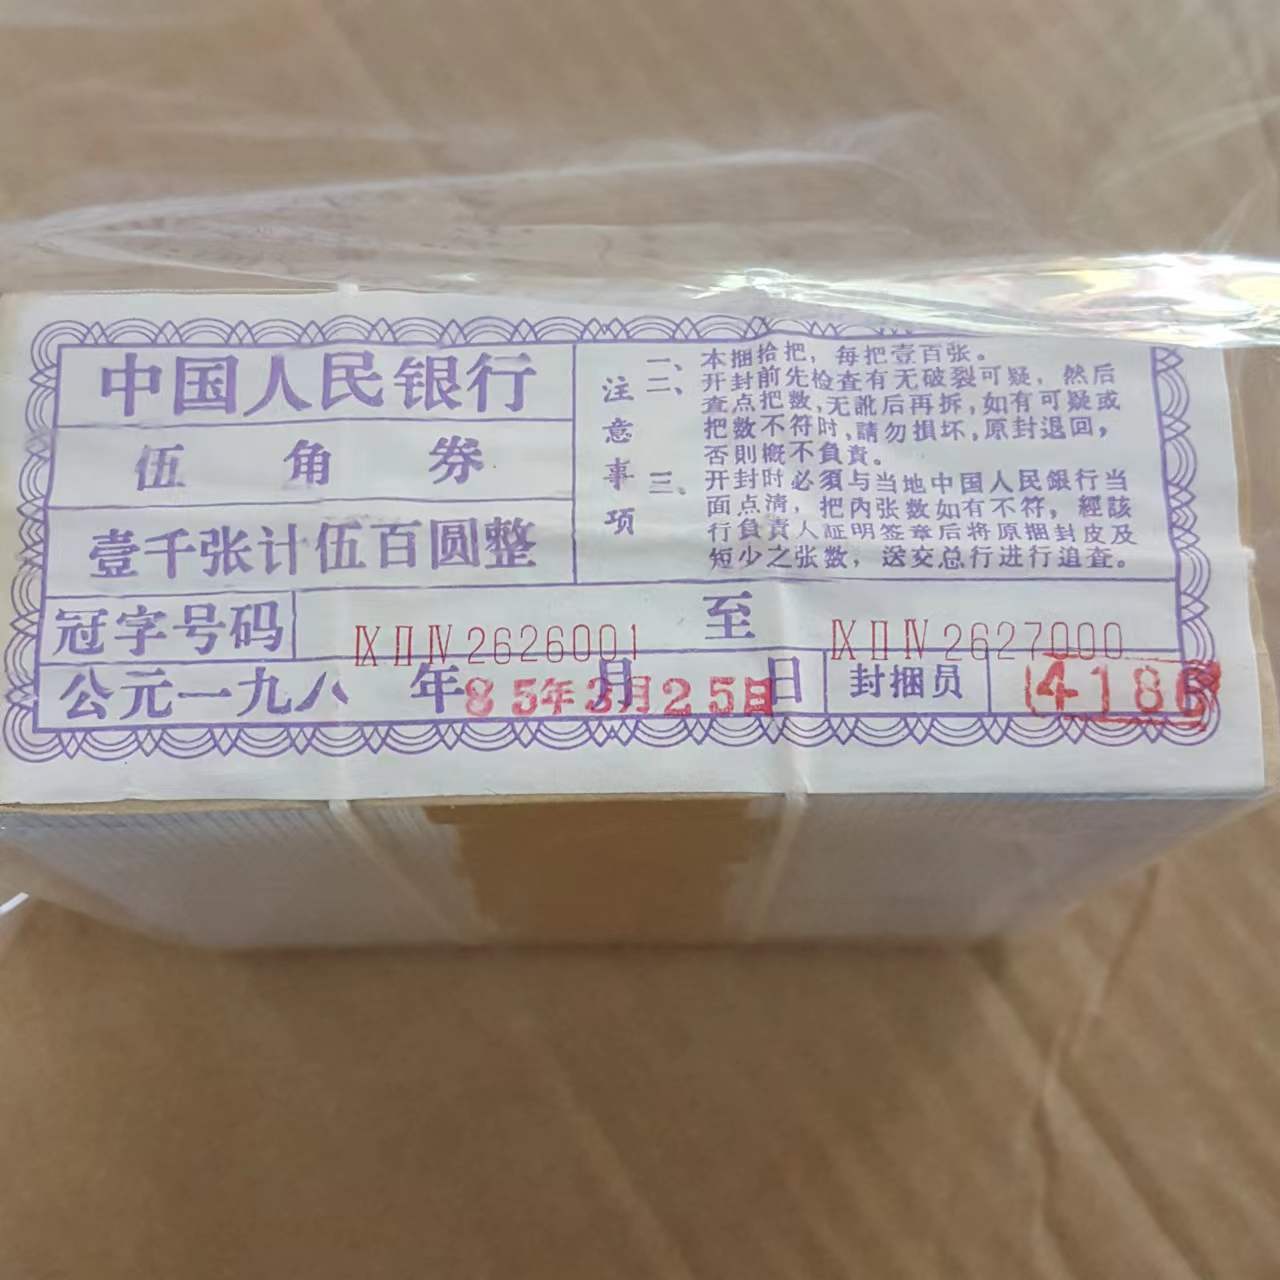 中国人民银行
伍角券
壹千张计伍百圆整
注意事项
一、本捆拾把，每把壹百张。
二、开封前先检查有无破裂可疑，然后
查点把数，无訛后再拆，如有可疑或
把数不符时，請勿損坏，原封退回，
否則概不負責。
三、开封时必須与当地中国人民銀行当
面点清，把內张数如有不符，經該
行負責人証明签章后将原捆封皮及
短少之张数，送交总行进行追查。
冠字号码 ⅨⅡⅣ2626001 至 ⅨⅡⅣ2627000
公元一九八 年 月 日 封捆员
85年3月25日
4186